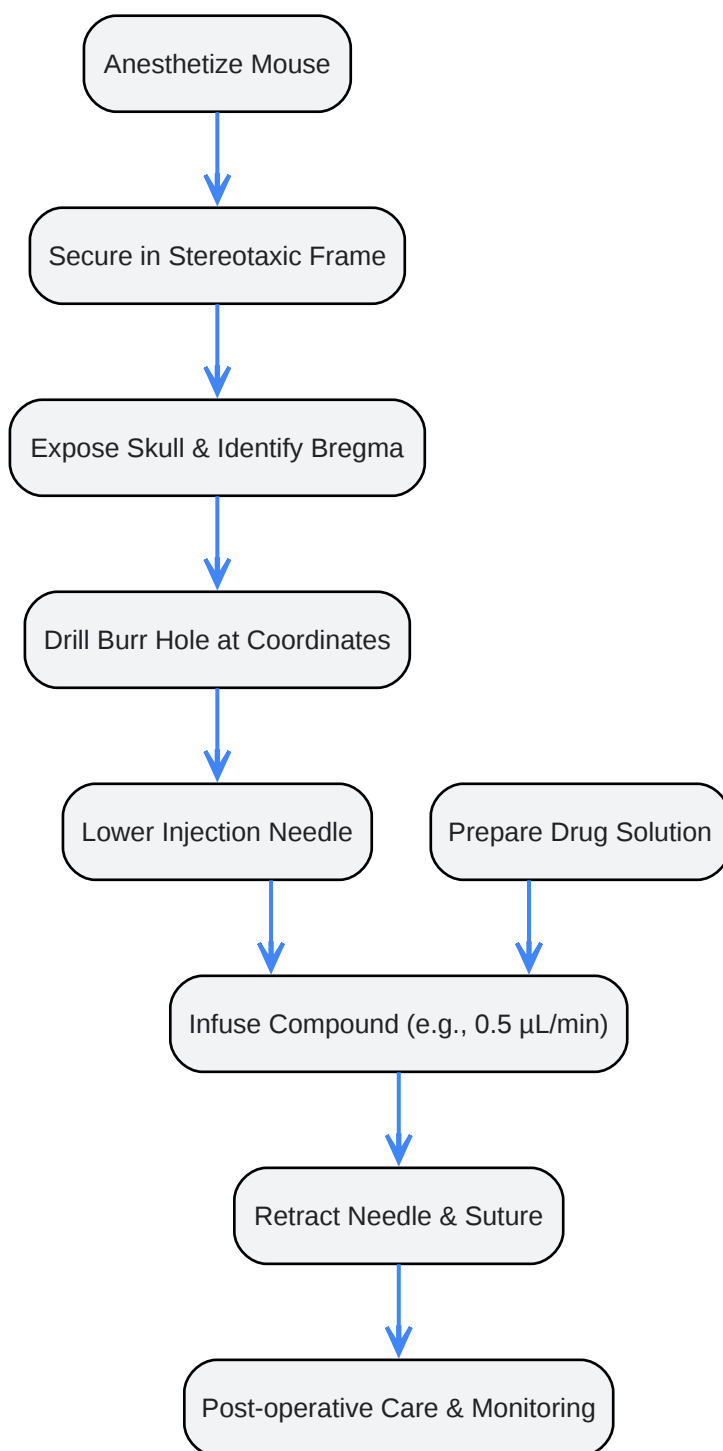 Anesthetize Mouse
Secure in Stereotaxic Frame
Expose Skull & Identify Bregma
Drill Burr Hole at Coordinates
Lower Injection Needle
Prepare Drug Solution
Infuse Compound (e.g., 0.5 µL/min)
Retract Needle & Suture
Post-operative Care & Monitoring